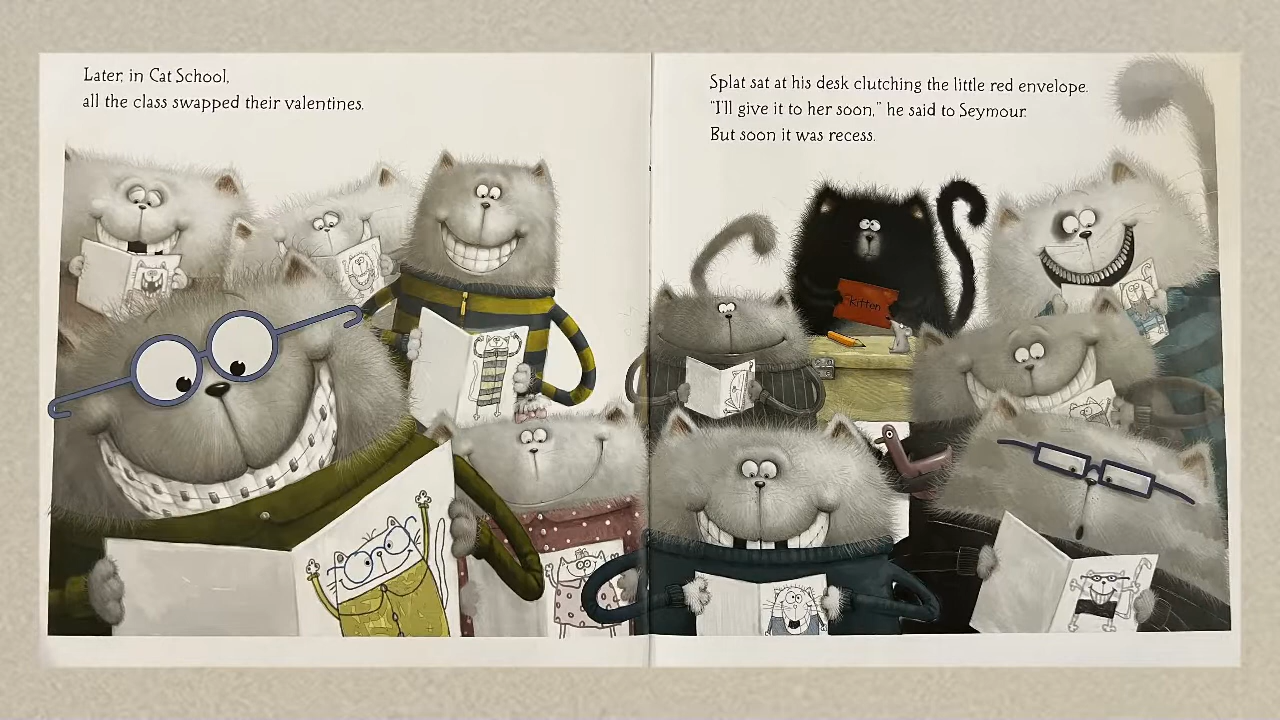 Later, in Cat School,
all the class swapped their valentines.
Splat sat at his desk clutching the little red envelope.
"I'll give it to her soon," he said to Seymour.
But soon it was recess.
Kitten